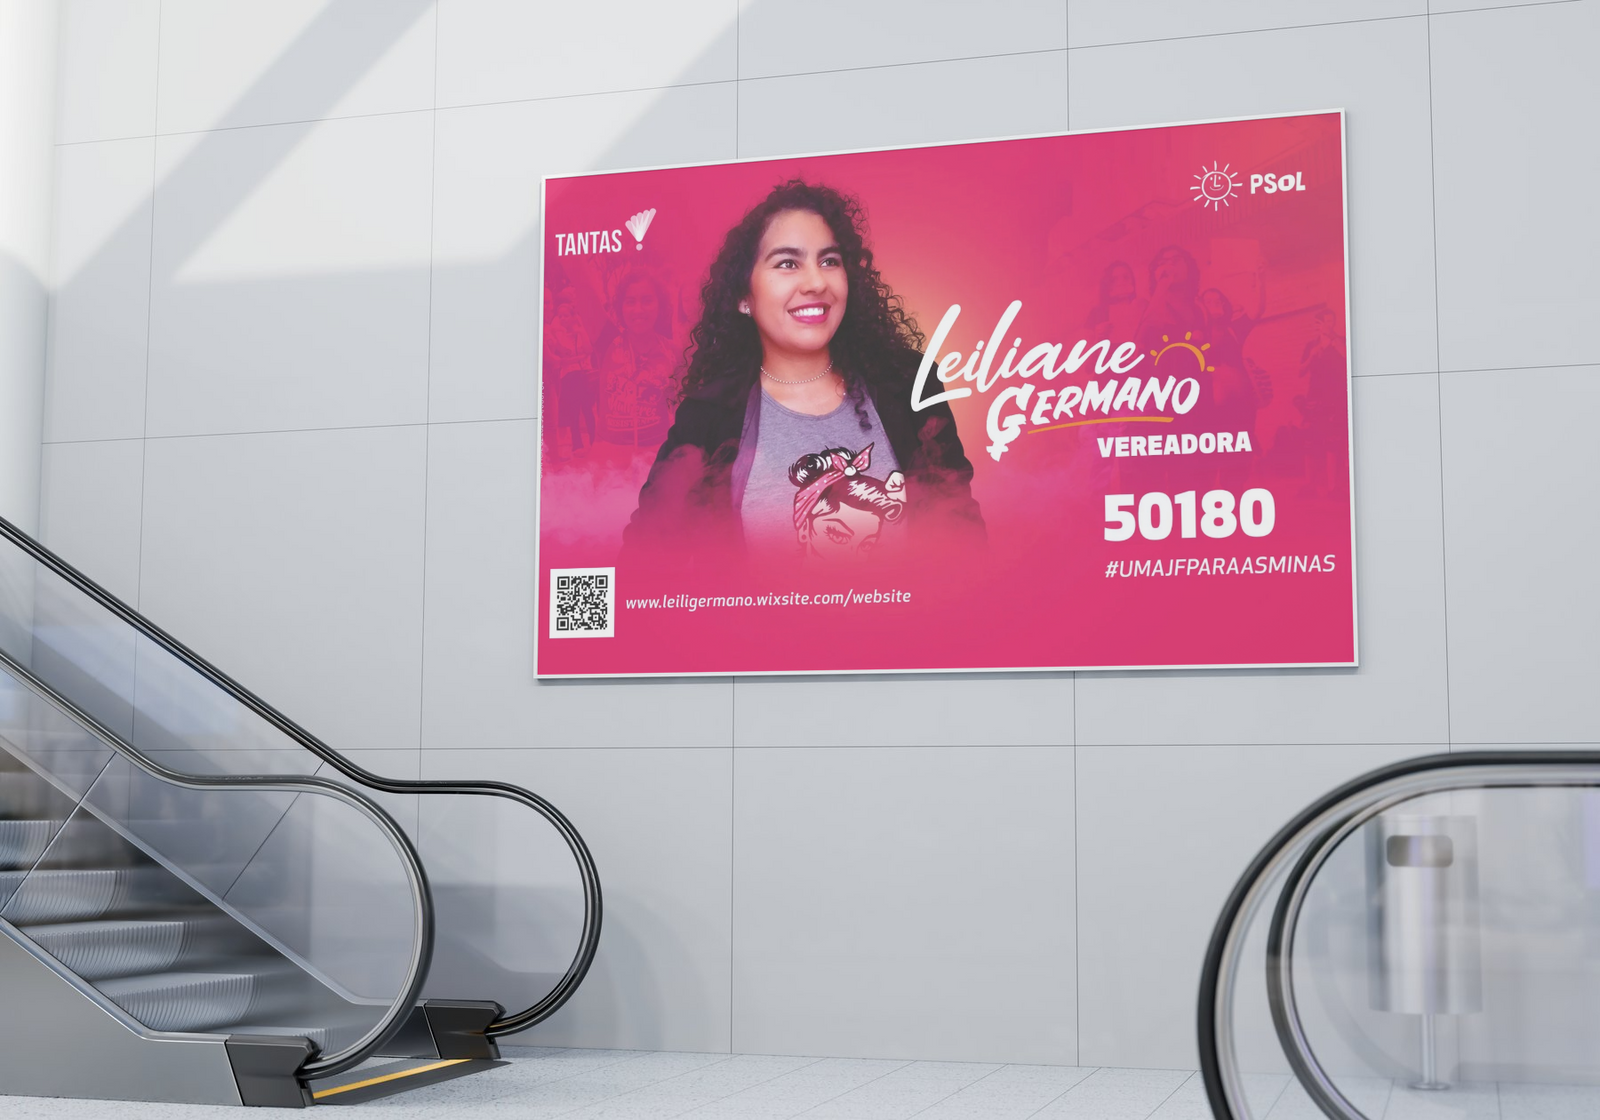 TANTAS
PSOL
Leiliane
GERMANO
VEREADORA
50180
#UMAJFPARAASMINAS
www.leiligermano.wixsite.com/website